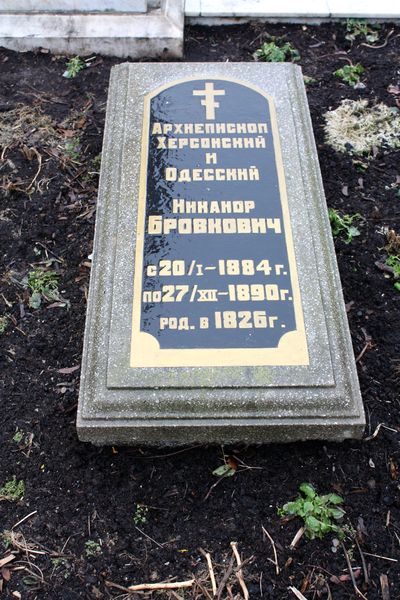 Архиепископ
Херсонский
и
Одесский
Никанор
Бровкович
с 20/I–1884 г.
по 27/XII–1890 г.
род. в 1826 г.